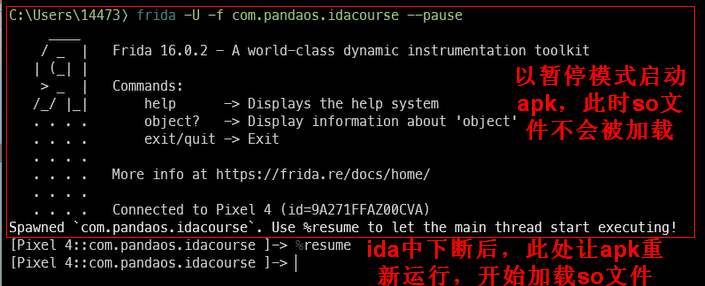 C:\Users\14473> frida -U -f com.pandaos.idacourse --pause
     ____
    / _  |   Frida 16.0.2 - A world-class dynamic instrumentation toolkit
   | (_| |
    > _  |   Commands:
   /_/ |_|       help      -> Displays the help system
   . . . .       object?   -> Display information about 'object'
   . . . .       exit/quit -> Exit
   . . . .
   . . . .   More info at https://frida.re/docs/home/
   . . . .
   . . . .   Connected to Pixel 4 (id=9A271FFAZ00CVA)
Spawned `com.pandaos.idacourse`. Use %resume to let the main thread start executing!
[Pixel 4::com.pandaos.idacourse ]-> %resume
[Pixel 4::com.pandaos.idacourse ]->
以暂停模式启动
apk，此时so文
件不会被加载
ida中下断后，此处让apk重
新运行，开始加载so文件